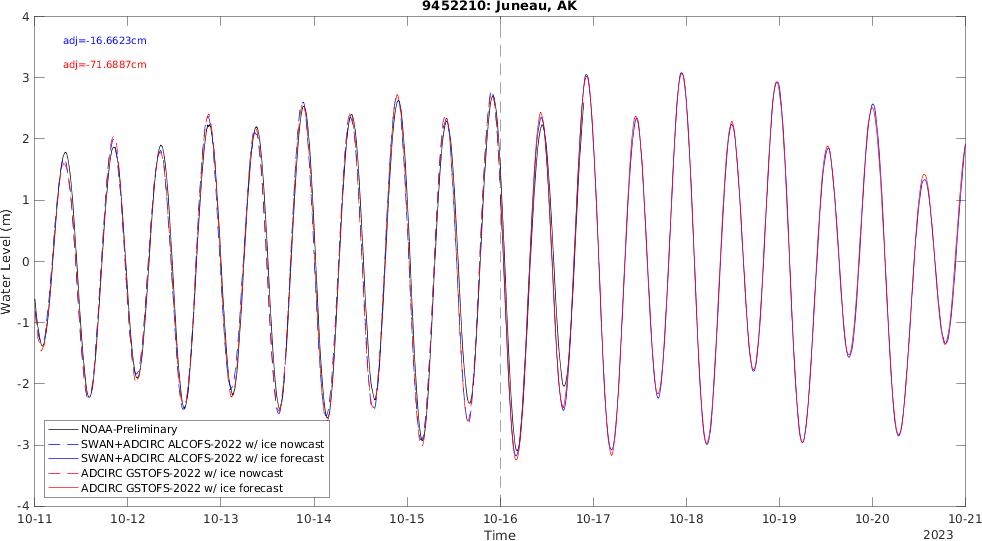 9452210: Juneau, AK
adj=-16.6623cm
adj=-71.6887cm
4
3
2
1
0
-1
-2
-3
-4
Water Level (m)
NOAA-Preliminary
SWAN+ADCIRC ALCOFS-2022 w/ ice nowcast
SWAN+ADCIRC ALCOFS-2022 w/ ice forecast
ADCIRC GSTOFS-2022 w/ ice nowcast
ADCIRC GSTOFS-2022 w/ ice forecast
10-11 10-12 10-13 10-14 10-15 10-16 10-17 10-18 10-19 10-20 10-21
Time
2023